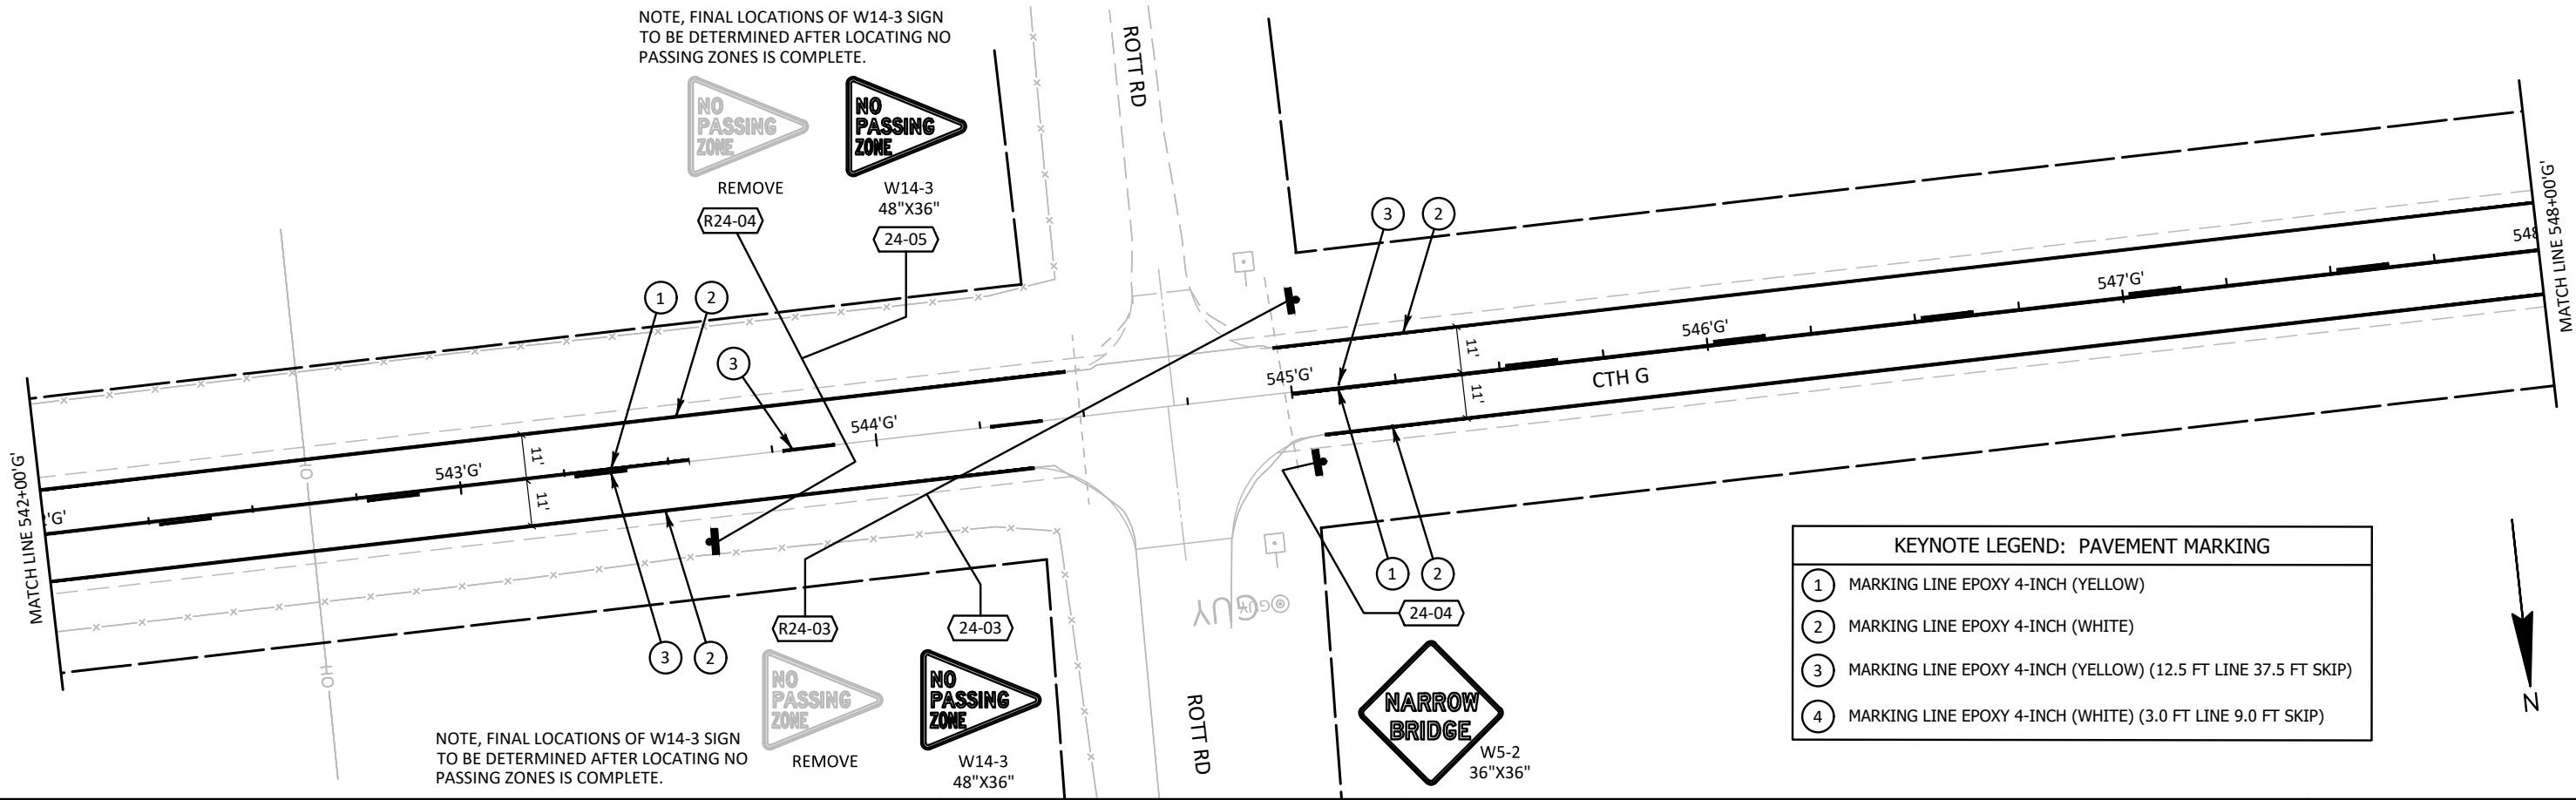 NOTE, FINAL LOCATIONS OF W14-3 SIGN
TO BE DETERMINED AFTER LOCATING NO
PASSING ZONES IS COMPLETE.
NO
PASSING
ZONE
REMOVE
R24-04
NO
PASSING
ZONE
W14-3
48"X36"
24-05
ROTT RD
1
2
3
3
2
MATCH LINE 542+00'G'
'G'
543'G'
11'
11'
544'G'
545'G'
11'
11'
546'G'
CTH G
547'G'
548
MATCH LINE 548+00'G'
OH
OH
3
2
1
2
R24-03
24-03
24-04
GUY
GUY
NO
PASSING
ZONE
REMOVE
NO
PASSING
ZONE
W14-3
48"X36"
NOTE, FINAL LOCATIONS OF W14-3 SIGN
TO BE DETERMINED AFTER LOCATING NO
PASSING ZONES IS COMPLETE.
ROTT RD
NARROW
BRIDGE
W5-2
36"X36"
KEYNOTE LEGEND: PAVEMENT MARKING
1 MARKING LINE EPOXY 4-INCH (YELLOW)
2 MARKING LINE EPOXY 4-INCH (WHITE)
3 MARKING LINE EPOXY 4-INCH (YELLOW) (12.5 FT LINE 37.5 FT SKIP)
4 MARKING LINE EPOXY 4-INCH (WHITE) (3.0 FT LINE 9.0 FT SKIP)
N